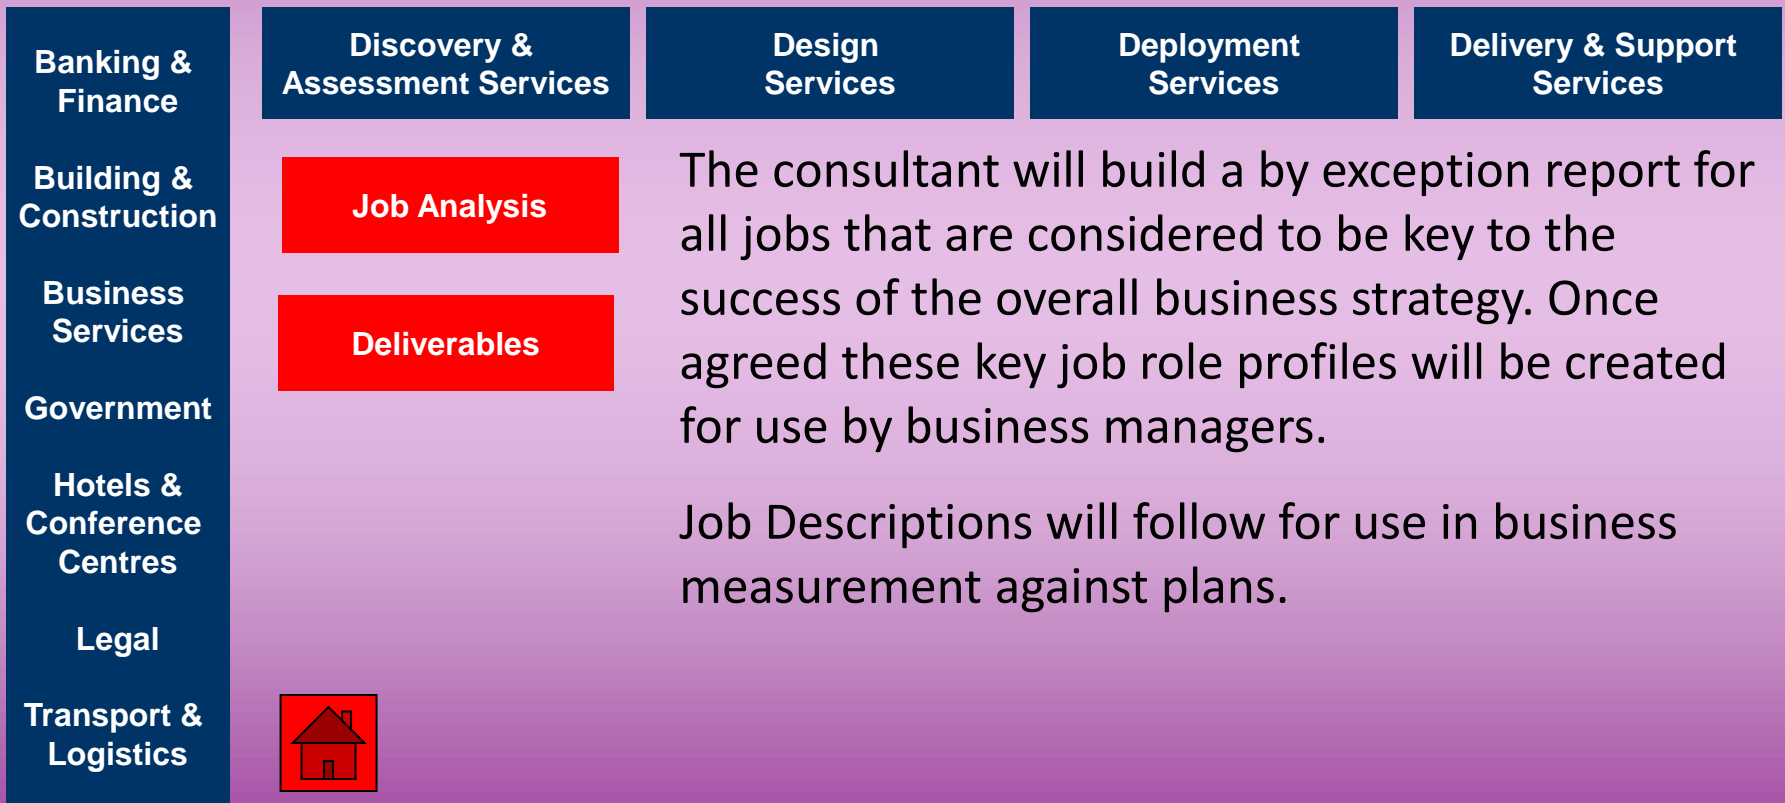 Banking &
Finance
Building &
Construction
Business
Services
Government
Hotels &
Conference
Centres
Legal
Transport &
Logistics
Discovery &
Assessment Services
Design
Services
Deployment
Services
Delivery & Support
Services
Job Analysis
Deliverables
The consultant will build a by exception report for
all jobs that are considered to be key to the
success of the overall business strategy. Once
agreed these key job role profiles will be created
for use by business managers.
Job Descriptions will follow for use in business
measurement against plans.